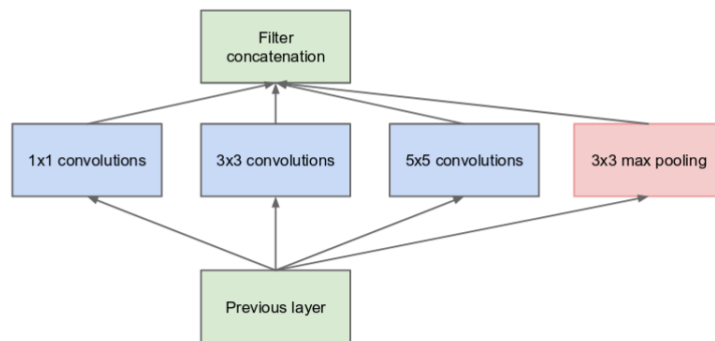 Filter
concatenation
1x1 convolutions
3x3 convolutions
5x5 convolutions
3x3 max pooling
Previous layer